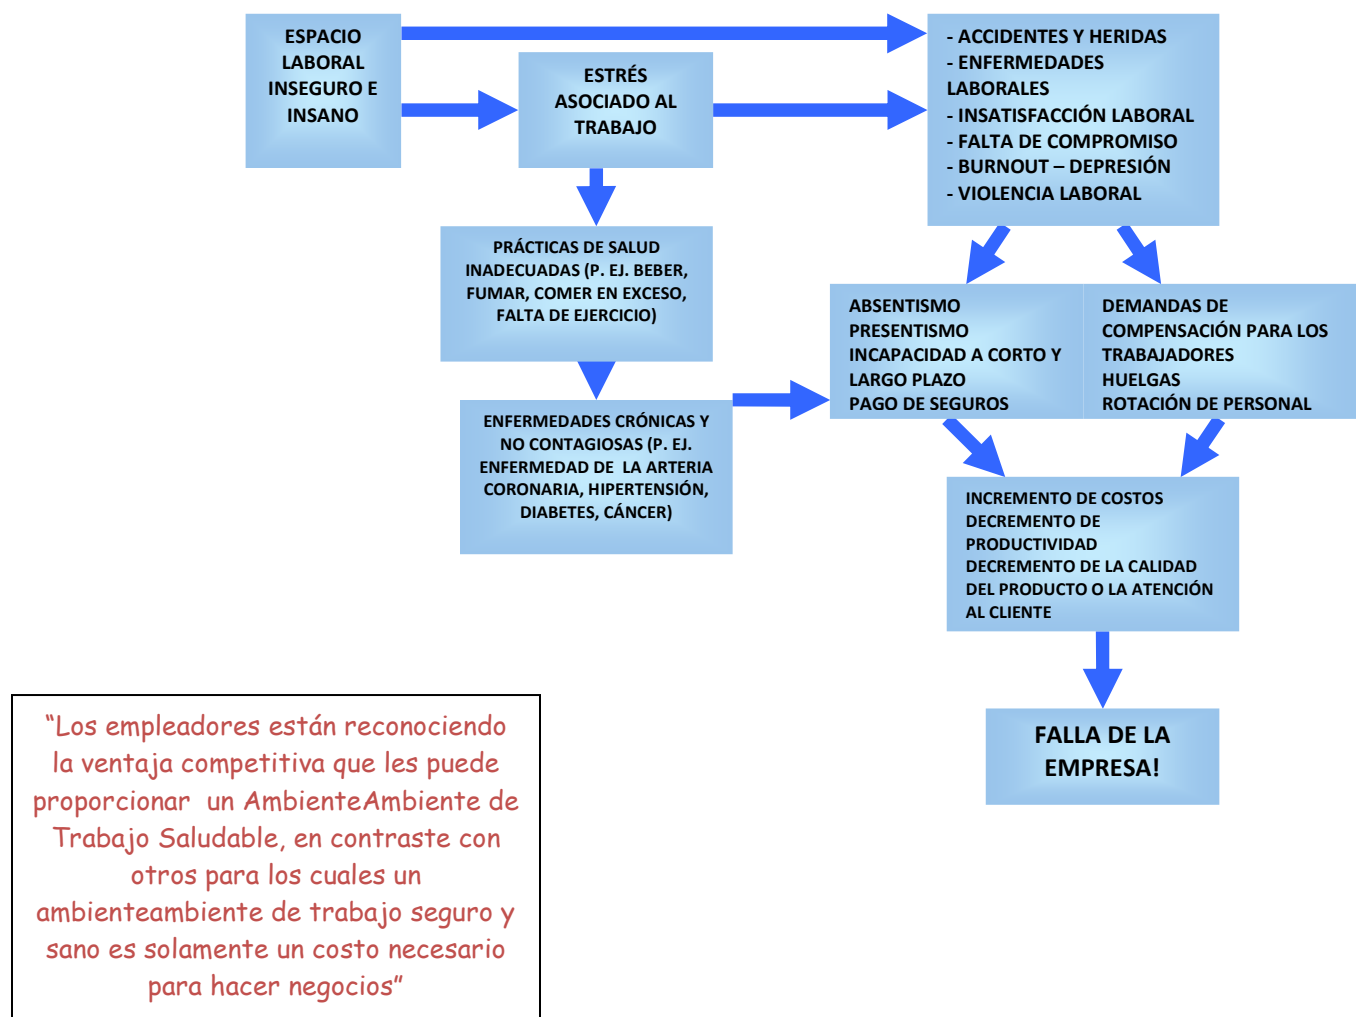 ESPACIO
LABORAL
INSEGURO E
INSANO
ESTRÉS
ASOCIADO AL
TRABAJO
- ACCIDENTES Y HERIDAS
- ENFERMEDADES
LABORALES
- INSATISFACCIÓN LABORAL
- FALTA DE COMPROMISO
- BURNOUT – DEPRESIÓN
- VIOLENCIA LABORAL
PRÁCTICAS DE SALUD
INADECUADAS (P. EJ. BEBER,
FUMAR, COMER EN EXCESO,
FALTA DE EJERCICIO)
ABSENTISMO
PRESENTISMO
INCAPACIDAD A CORTO Y
LARGO PLAZO
PAGO DE SEGUROS
DEMANDAS DE
COMPENSACIÓN PARA LOS
TRABAJADORES
HUELGAS
ROTACIÓN DE PERSONAL
ENFERMEDADES CRÓNICAS Y
NO CONTAGIOSAS (P. EJ.
ENFERMEDAD DE LA ARTERIA
CORONARIA, HIPERTENSIÓN,
DIABETES, CÁNCER)
INCREMENTO DE COSTOS
DECREMENTO DE
PRODUCTIVIDAD
DECREMENTO DE LA CALIDAD
DEL PRODUCTO O LA ATENCIÓN
AL CLIENTE
FALLA DE LA
EMPRESA!
“Los empleadores están reconociendo
la ventaja competitiva que les puede
proporcionar un AmbienteAmbiente de
Trabajo Saludable, en contraste con
otros para los cuales un
ambienteambiente de trabajo seguro y
sano es solamente un costo necesario
para hacer negocios”